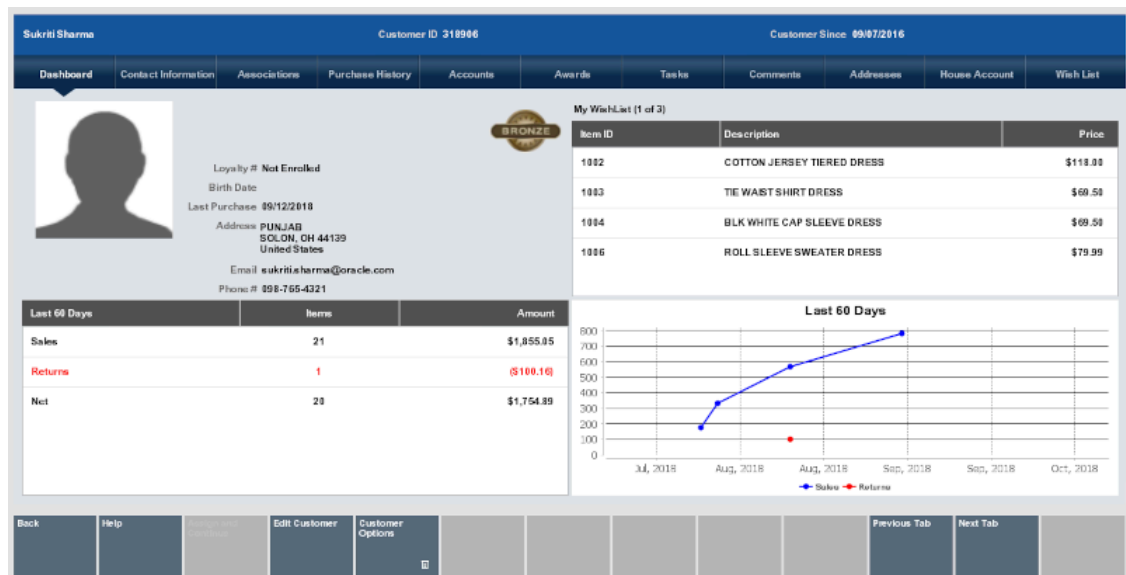 Sukriti Sharma Customer ID 318906 Customer Since 09/07/2016
Dashboard Contact Information Associations Purchase History Accounts Awards Tasks Comments Addresses House Account Wish List
BRONZE
Loyalty # Not Enrolled
Birth Date
Last Purchase 09/12/2018
Address PUNJAB
SOLON, OH 44139
United States
Email sukriti.sharma@oracle.com
Phone # 098-765-4321
My WishList (1 of 3)
Item ID Description Price
1002 COTTON JERSEY TIERED DRESS $118.00
1003 TIE WAIST SHIRT DRESS $69.50
1004 BLK WHITE CAP SLEEVE DRESS $69.50
1006 ROLL SLEEVE SWEATER DRESS $79.99
Last 60 Days Items Amount
Sales 21 $1,855.05
Returns 1 ($100.16)
Net 20 $1,754.89
Last 60 Days
800
700
600
500
400
300
200
100
0
Jul, 2018 Aug, 2018 Aug, 2018 Sep, 2018 Sep, 2018 Oct, 2018
Sales Returns
Back Help Edit Customer Customer Previous Tab Next Tab
Options